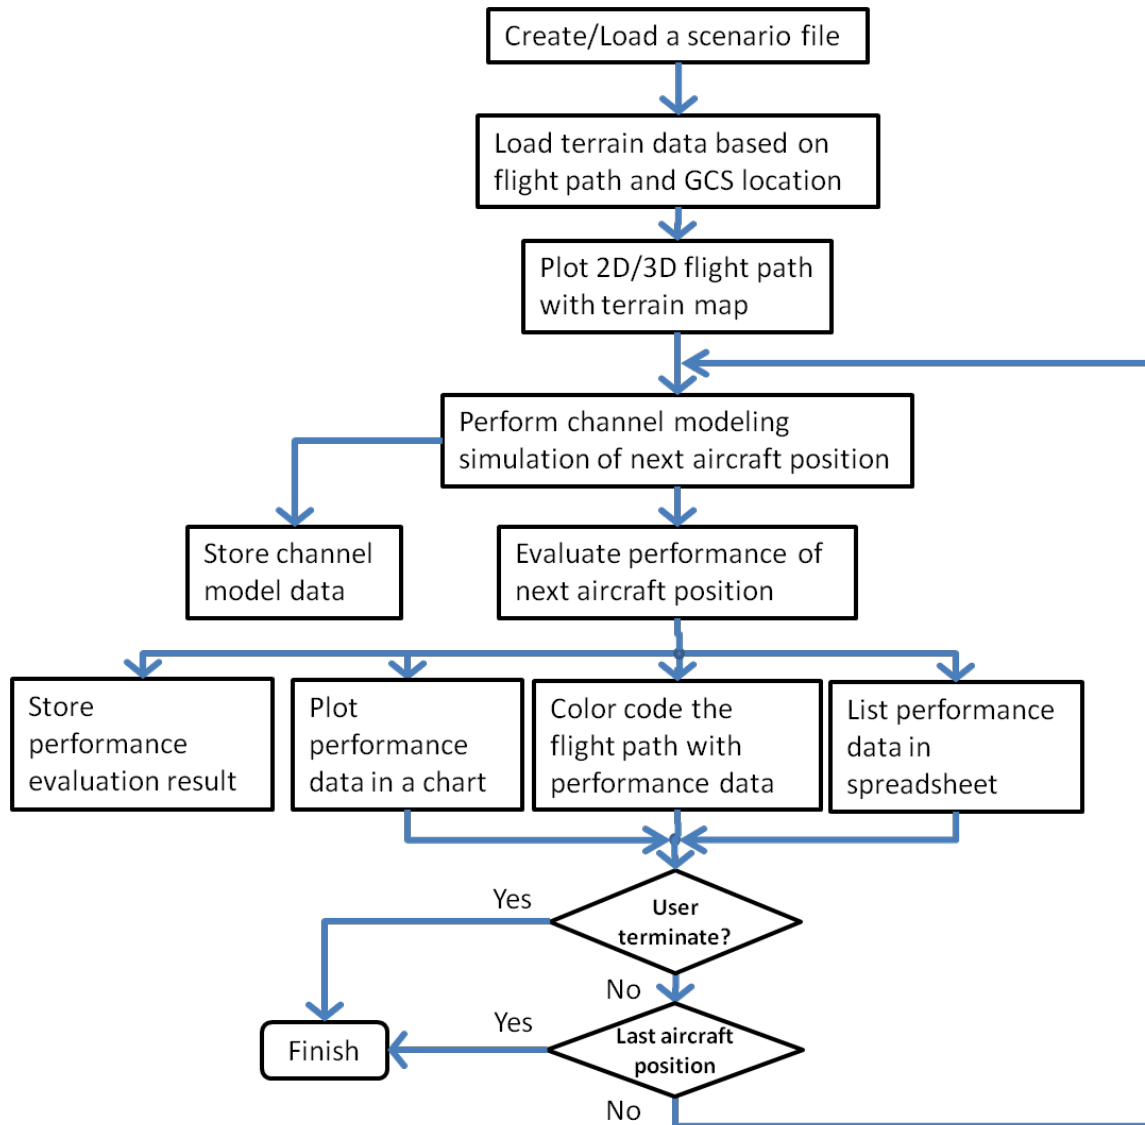 Create/Load a scenario file
Load terrain data based on
flight path and GCS location
Plot 2D/3D flight path
with terrain map
Perform channel modeling
simulation of next aircraft position
Store channel
model data
Evaluate performance of
next aircraft position
Store
performance
evaluation result
Plot
performance
data in a chart
Color code the
flight path with
performance data
List performance
data in
spreadsheet
Yes
User
terminate?
No
Yes
Last aircraft
position
Finish
No